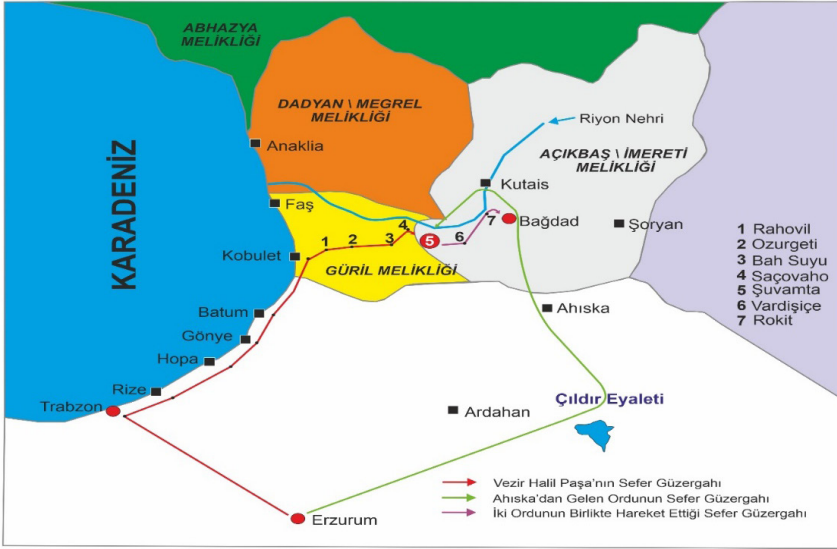 ABHAZYA
MELİKLİĞİ
DADYAN \ MEGREL
MELİKLİĞİ
Riyon Nehri
AÇIKBAŞ \ İMERETİ
MELİKLİĞİ
KARADENİZ
Anaklia
Kutais
Faş
Bağdad
Şoryan
1
2
3
4
5
6
7
Kobulet
GÜRİL MELİKLİĞİ
1 Rahovil
2 Ozurgeti
3 Bah Suyu
4 Saçovaho
5 Şuvamta
6 Vardişiçe
7 Rokit
Batum
Ahıska
Gönye
Hopa
Rize
Trabzon
Ardahan
Çıldır Eyaleti
Erzurum
Vezir Halil Paşa'nın Sefer Güzergahı
Ahıska'dan Gelen Ordunun Sefer Güzergahı
İki Ordunun Birlikte Hareket Ettiği Sefer Güzergahı